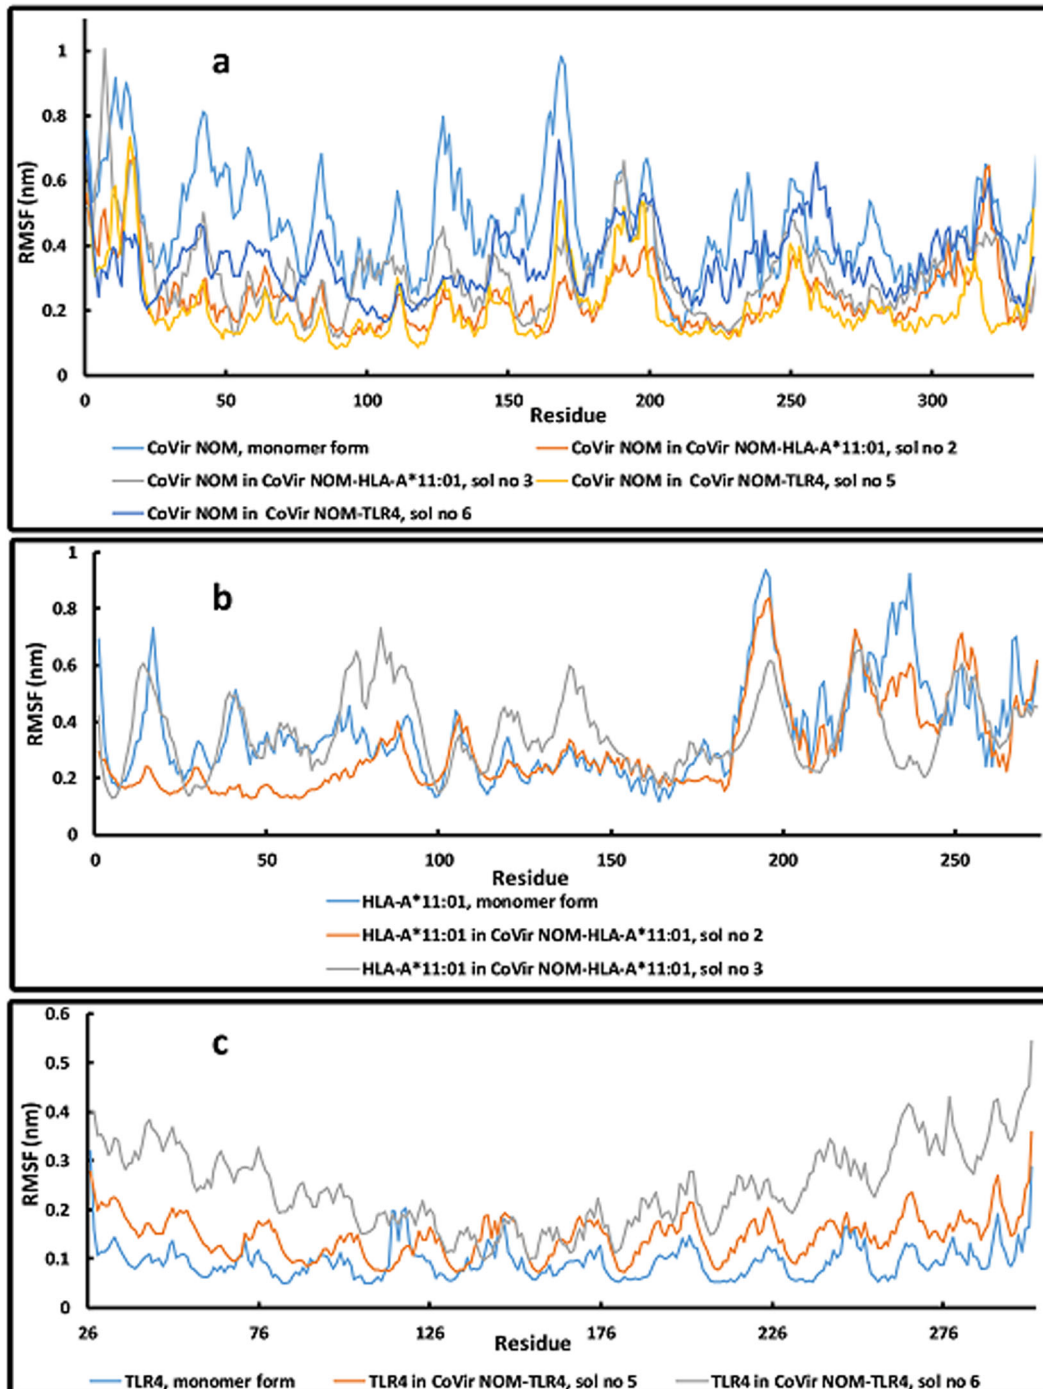 a
1
0.8
0.6
0.4
0.2
0
RMSF (nm)
0 50 100 150 200 250 300
Residue
CoVir NOM, monomer form CoVir NOM in CoVir NOM-HLA-A*11:01, sol no 2
CoVir NOM in CoVir NOM-HLA-A*11:01, sol no 3 CoVir NOM in CoVir NOM-TLR4, sol no 5
CoVir NOM in CoVir NOM-TLR4, sol no 6
b
1
0.8
0.6
0.4
0.2
0
RMSF (nm)
0 50 100 150 200 250
Residue
HLA-A*11:01, monomer form
HLA-A*11:01 in CoVir NOM-HLA-A*11:01, sol no 2
HLA-A*11:01 in CoVir NOM-HLA-A*11:01, sol no 3
c
0.6
0.5
0.4
0.3
0.2
0.1
0
RMSF (nm)
26 76 126 176 226 276
Residue
TLR4, monomer form TLR4 in CoVir NOM-TLR4, sol no 5 TLR4 in CoVir NOM-TLR4, sol no 6